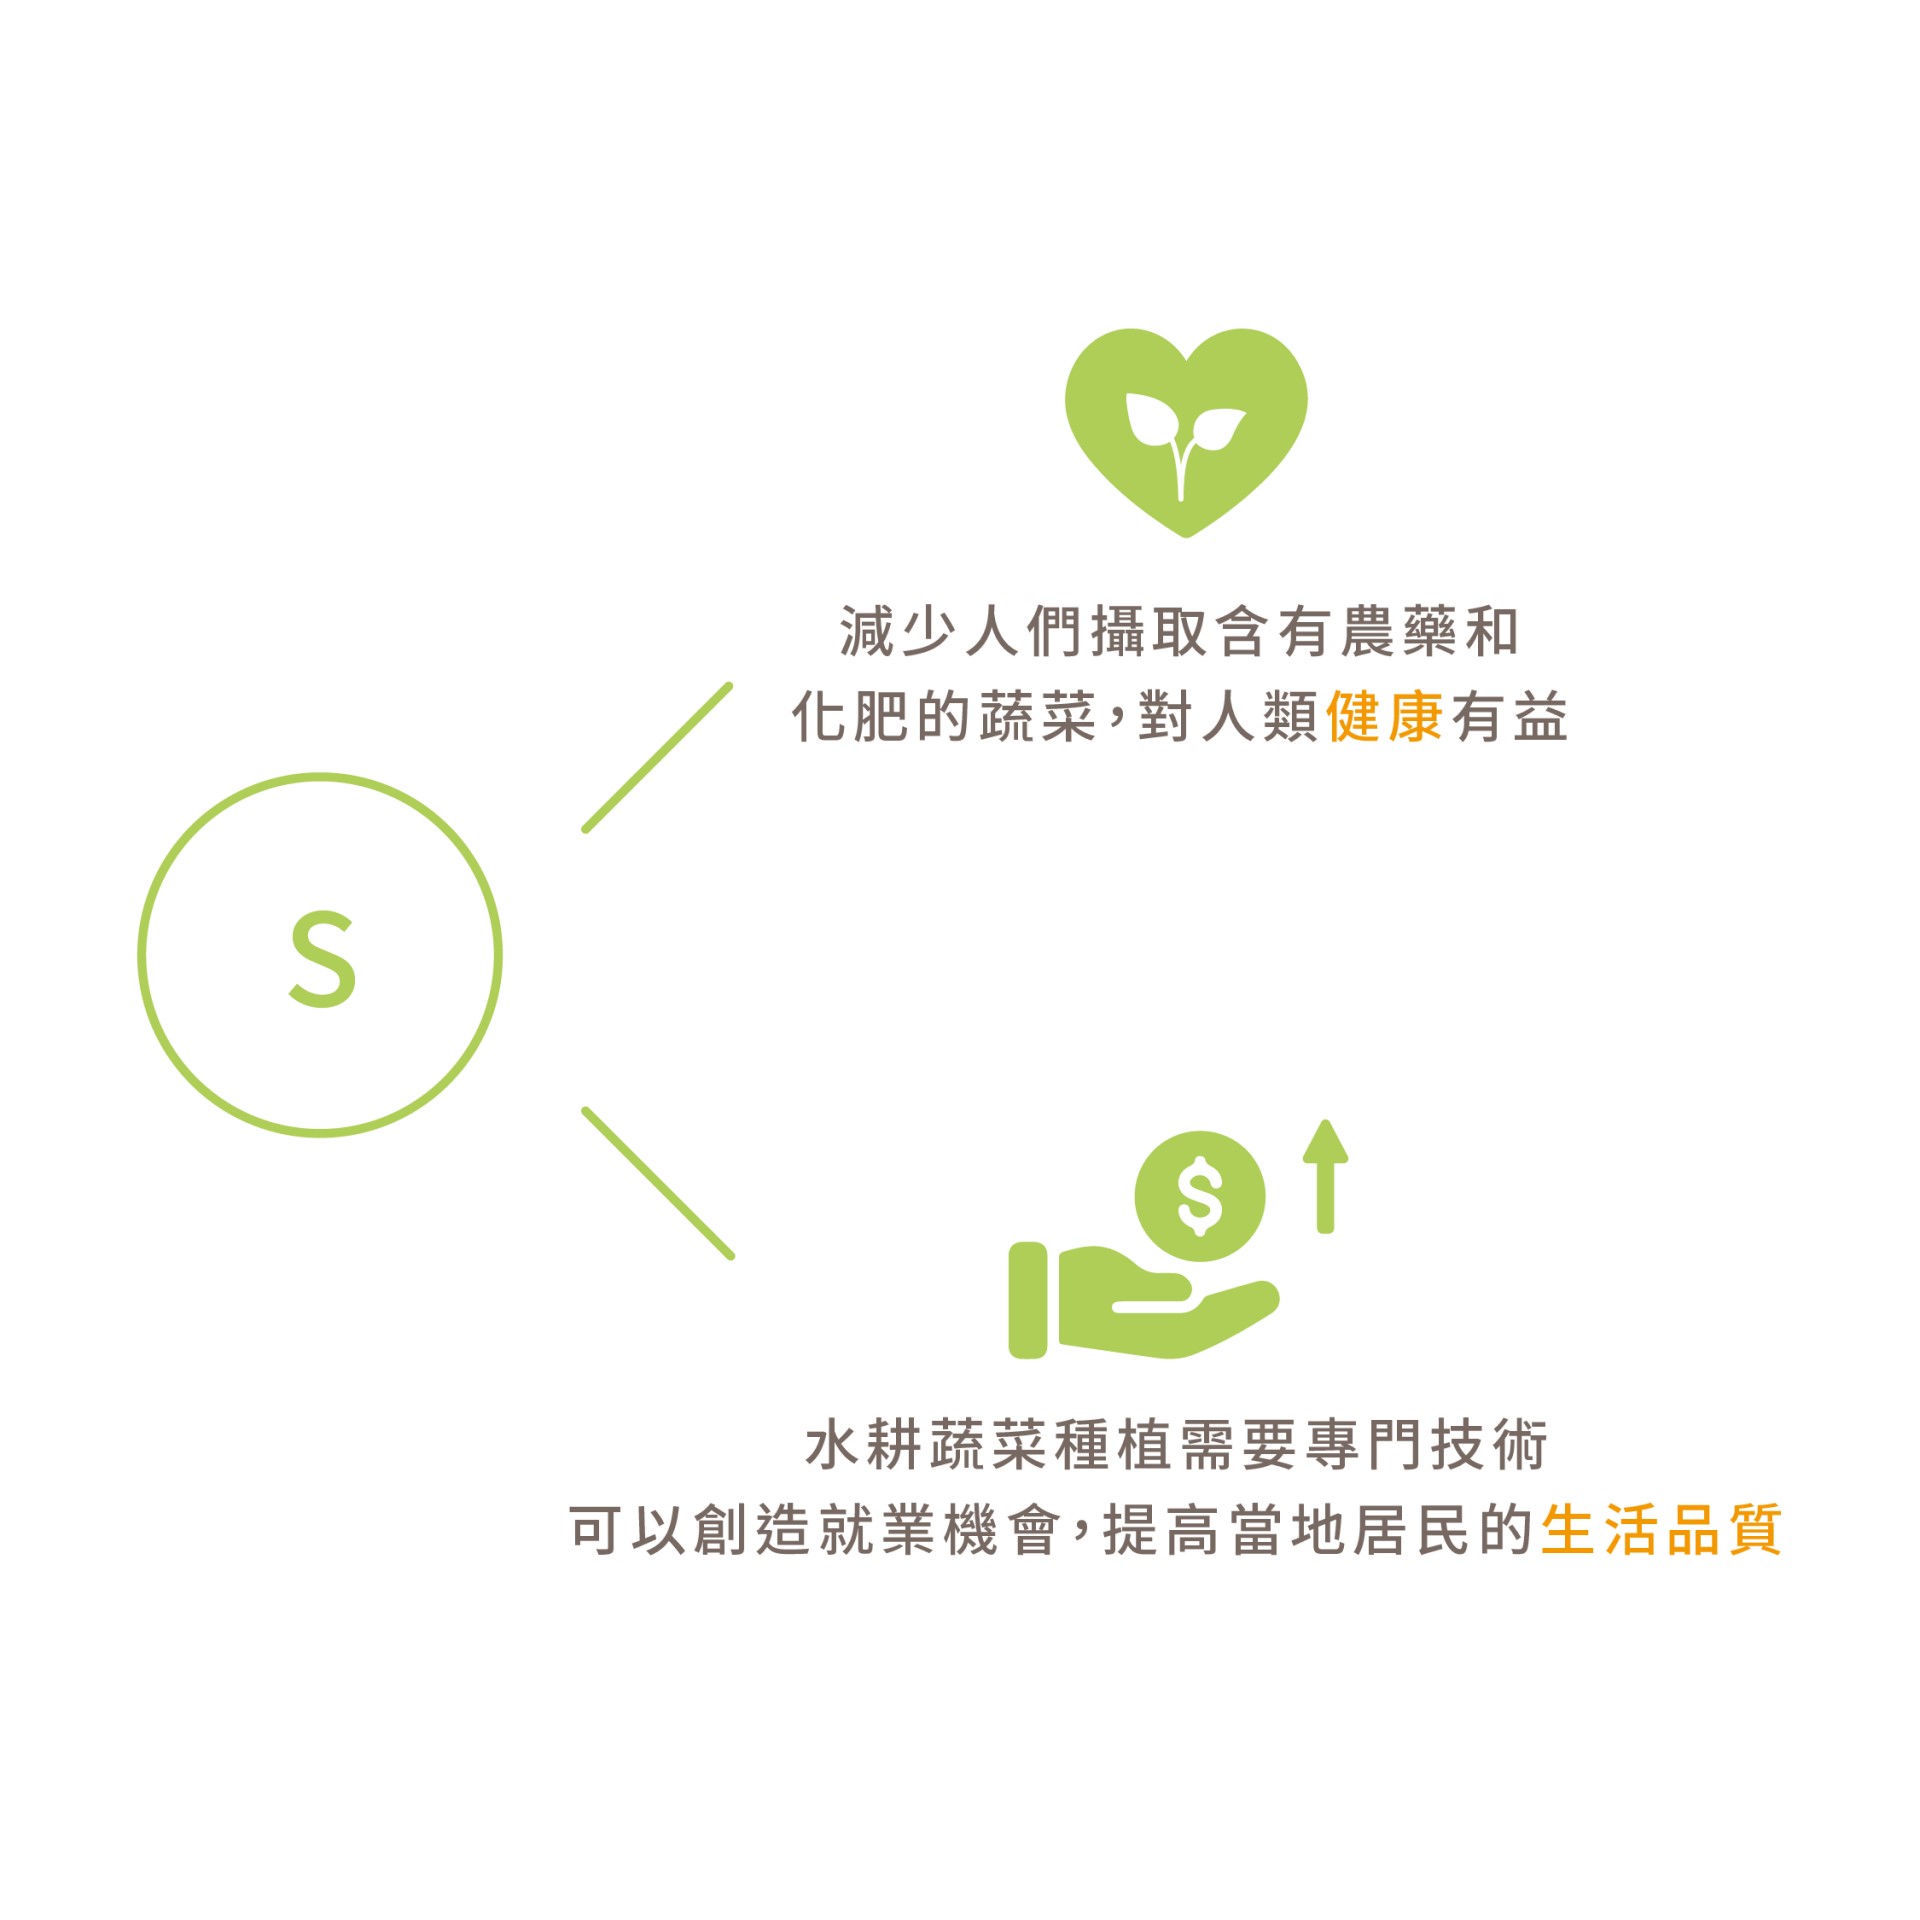 減少人們攝取含有農藥和
化肥的蔬菜，對人類健康有益
S
$
水耕蔬菜種植需要專門技術
可以創造就業機會，提高當地居民的生活品質